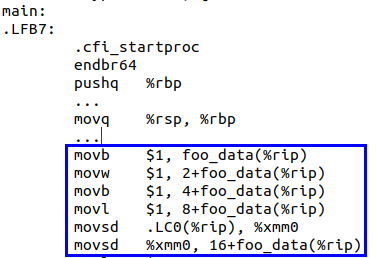 main:
.LFB7:
.cfi_startproc
endbr64
pushq %rbp
...
movq %rsp, %rbp
...
movb $1, foo_data(%rip)
movw $1, 2+foo_data(%rip)
movb $1, 4+foo_data(%rip)
movl $1, 8+foo_data(%rip)
movsd .LC0(%rip), %xmm0
movsd %xmm0, 16+foo_data(%rip)